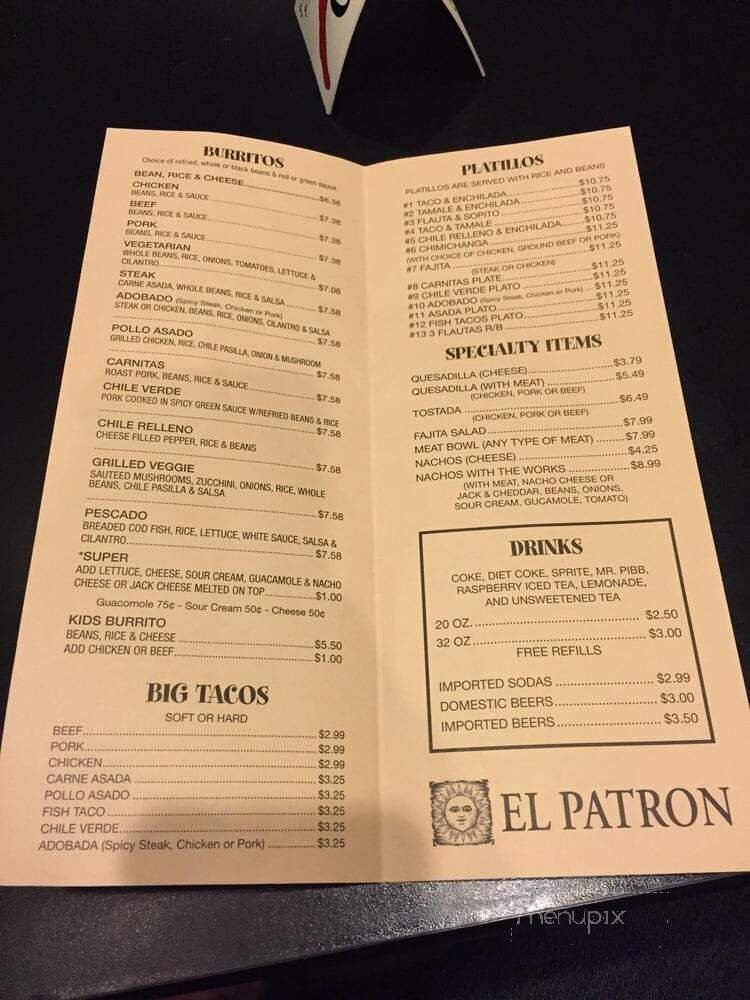 BURRITOS
Choice of refried, whole or black beans & red or green sauce
BEAN, RICE & CHEESE.....$6.38
CHICKEN
BEANS, RICE & SAUCE.....$7.38
BEEF
BEANS, RICE & SAUCE.....$7.38
PORK
BEANS, RICE & SAUCE.....$7.38
VEGETARIAN
WHOLE BEANS, RICE, ONIONS, TOMATOES, LETTUCE &
CILANTRO.....$7.08
STEAK
CARNE ASADA, WHOLE BEANS, RICE & SALSA.....$7.58
ADOBADO (Spicy Steak, Chicken or Pork)
STEAK OR CHICKEN, BEANS, RICE, ONIONS, CILANTRO & SALSA
.....$7.58
POLLO ASADO
GRILLED CHICKEN, RICE, CHILE PASILLA, ONION & MUSHROOM
.....$7.58
CARNITAS
ROAST PORK, BEANS, RICE & SAUCE.....$7.58
CHILE VERDE
PORK COOKED IN SPICY GREEN SAUCE W/REFRIED BEANS & RICE
.....$7.58
CHILE RELLENO
CHEESE FILLED PEPPER, RICE & BEANS
.....$7.58
GRILLED VEGGIE
SAUTEED MUSHROOMS, ZUCCHINI, ONIONS, RICE, WHOLE
BEANS, CHILE PASILLA & SALSA
.....$7.58
PESCADO
BREADED COD FISH, RICE, LETTUCE, WHITE SAUCE, SALSA &
CILANTRO.....$7.58
*SUPER
ADD LETTUCE, CHEESE, SOUR CREAM, GUACAMOLE & NACHO
CHEESE OR JACK CHEESE MELTED ON TOP.....$1.00
Guacomole 75¢ - Sour Cream 50¢ - Cheese 50¢
KIDS BURRITO
BEANS, RICE & CHEESE .....$5.50
ADD CHICKEN OR BEEF.....$1.00
BIG TACOS
SOFT OR HARD
BEEF.....$2.99
PORK.....$2.99
CHICKEN.....$2.99
CARNE ASADA .....$3.25
POLLO ASADO .....$3.25
FISH TACO .....$3.25
CHILE VERDE.....$3.25
ADOBADA (Spicy Steak, Chicken or Pork) .....$3.25
PLATILLOS
PLATILLOS ARE SERVED WITH RICE AND BEANS
#1 TACO & ENCHILADA.....$10.75
#2 TAMALE & ENCHILADA.....$10.75
#3 FLAUTA & SOPITO .....$10.75
#4 TACO & TAMALE .....$10.75
#5 CHILE RELLENO & ENCHILADA.....$10.75
#6 CHIMICHANGA .....$11.25
(WITH CHOICE OF CHICKEN, GROUND BEEF OR PORK)
#7 FAJITA .....$11.25
(STEAK OR CHICKEN)
#8 CARNITAS PLATE.....$11.25
#9 CHILE VERDE PLATO .....$11.25
#10 ADOBADO (Spicy Steak, Chicken or Pork) .....$11.25
#11 ASADA PLATO.....$11.25
#12 FISH TACOS PLATO.....$11.25
#13 3 FLAUTAS R/B .....$11.25
SPECIALTY ITEMS
QUESADILLA (CHEESE).....$3.79
QUESADILLA (WITH MEAT) .....$5.49
(CHICKEN, PORK OR BEEF)
TOSTADA .....$6.49
(CHICKEN, PORK OR BEEF)
FAJITA SALAD.....$7.99
MEAT BOWL (ANY TYPE OF MEAT) .....$7.99
NACHOS (CHEESE) .....$4.25
NACHOS WITH THE WORKS .....$8.99
(WITH MEAT, NACHO CHEESE OR
JACK & CHEDDAR, BEANS, ONIONS,
SOUR CREAM, GUCAMOLE, TOMATO)
DRINKS
COKE, DIET COKE, SPRITE, MR. PIBB,
RASPBERRY ICED TEA, LEMONADE,
AND UNSWEETENED TEA
20 OZ..... $2.50
32 OZ..... $3.00
FREE REFILLS
IMPORTED SODAS .....$2.99
DOMESTIC BEERS.....$3.00
IMPORTED BEERS.....$3.50
EL PATRON
menupix